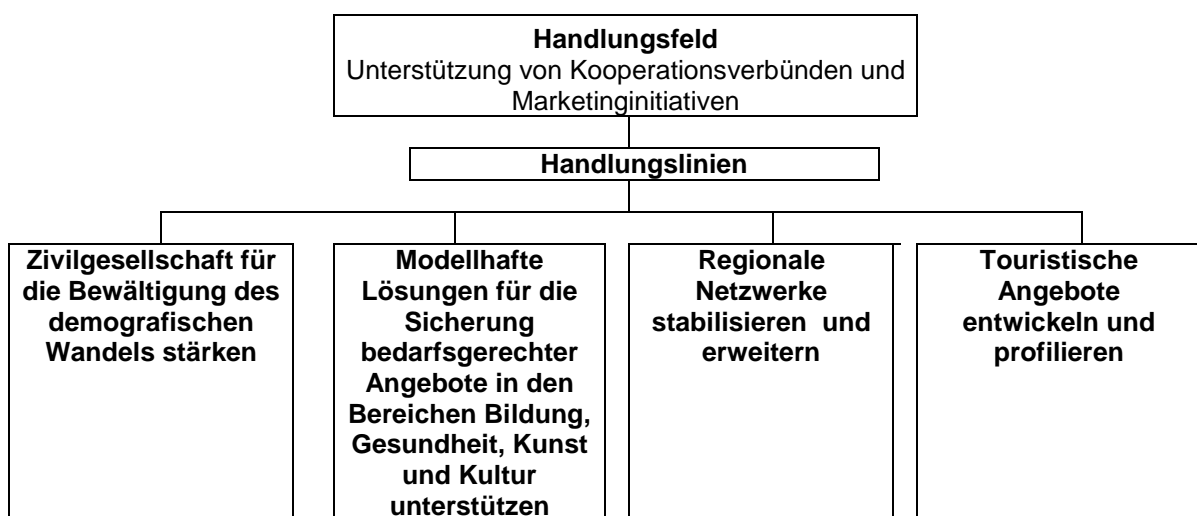 Handlungsfeld
Unterstützung von Kooperationsverbünden und
Marketinginitiativen
Handlungslinien
Zivilgesellschaft für
die Bewältigung des
demografischen
Wandels stärken
Modellhafte
Lösungen für die
Sicherung
bedarfsgerechter
Angebote in den
Bereichen Bildung,
Gesundheit, Kunst
und Kultur
unterstützen
Regionale
Netzwerke
stabilisieren und
erweitern
Touristische
Angebote
entwickeln und
profilieren